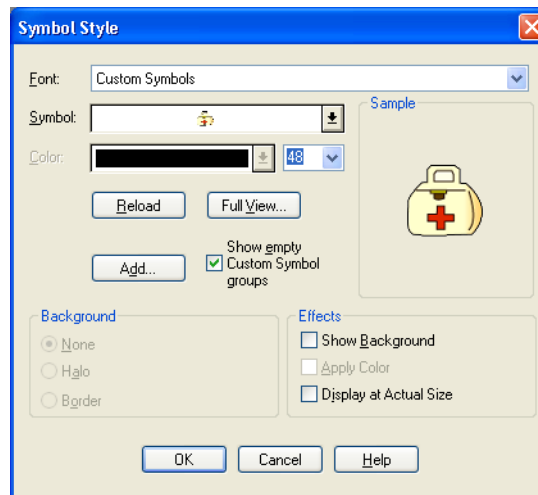 Symbol Style
Font: Custom Symbols
Symbol:
Sample
Color: 48
Reload Full View...
Add... Show empty
Custom Symbol
groups
Background
None
Halo
Border
Effects
Show Background
Apply Color
Display at Actual Size
OK Cancel Help